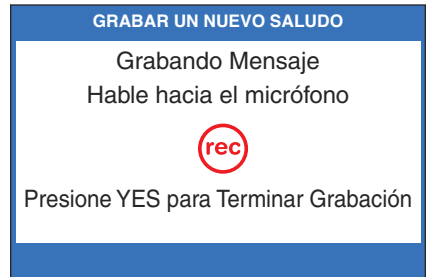 GRABAR UN NUEVO SALUDO
Grabando Mensaje
Hable hacia el micrófono
rec
Presione YES para Terminar Grabación